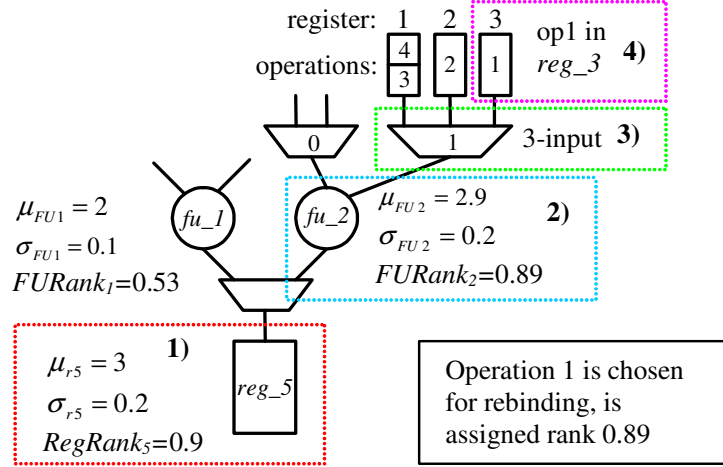 register: 1 2 3
op1 in
reg_3 4)
operations: 4 3 2 1
0 1 3-input 3)
μFU1 = 2
σFU1 = 0.1
FURank1=0.53
fu_1
fu_2
μFU2 = 2.9
2)
σFU2 = 0.2
FURank2=0.89
1)
μr5 = 3
σr5 = 0.2
RegRank5=0.9
reg_5
Operation 1 is chosen
for rebinding, is
assigned rank 0.89